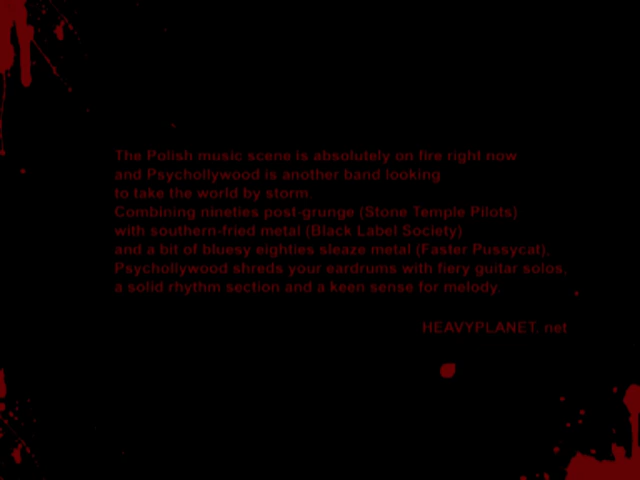 The Polish music scene is absolutely on fire right now
and Psychollywood is another band looking
to take the world by storm.
Combining nineties post-grunge (Stone Temple Pilots)
with southern-fried metal (Black Label Society)
and a bit of bluesy eighties sleaze metal (Faster Pussycat),
Psychollywood shreds your eardrums with fiery guitar solos,
a solid rhythm section and a keen sense for melody.
HEAVYPLANET. net